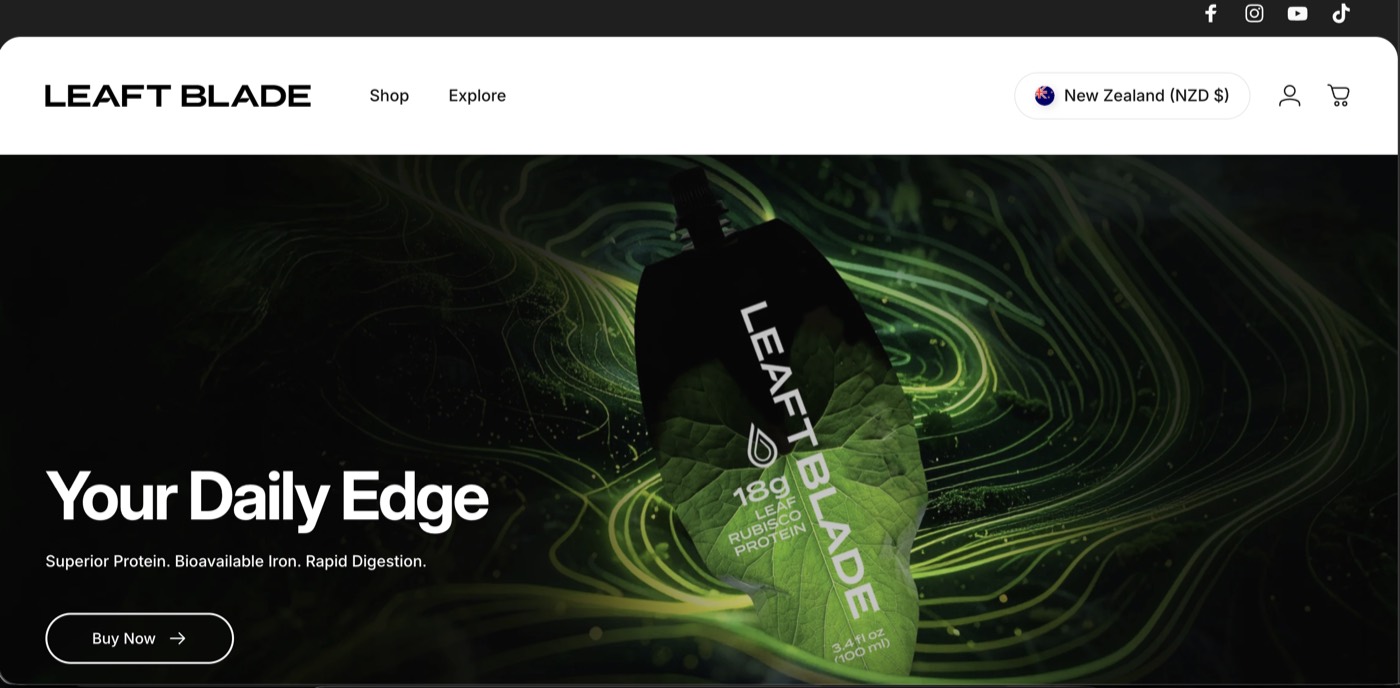 LEAFT BLADE
Shop
Explore
New Zealand (NZD $)
LEAFT BLADE
18g
LEAF
RUBISCO
PROTEIN
3.4 fl oz
(100 ml)
Your Daily Edge
Superior Protein. Bioavailable Iron. Rapid Digestion.
Buy Now →